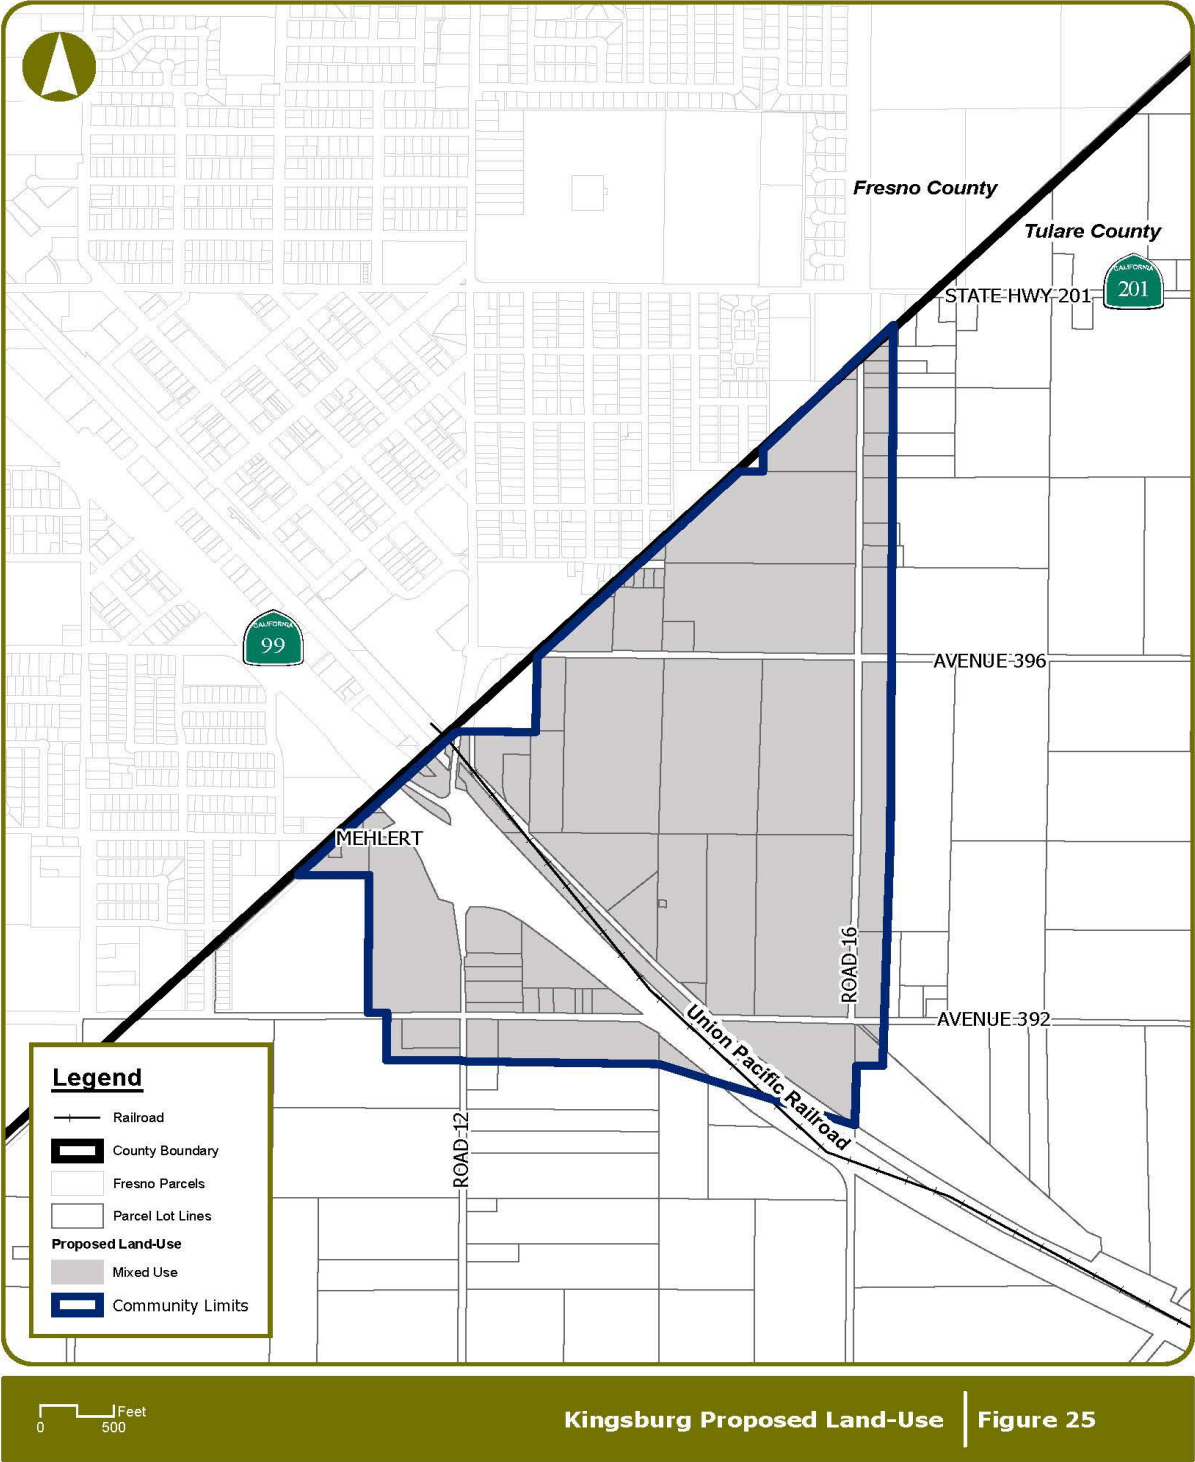 Fresno County
Tulare County
CALIFORNIA
201
STATE HWY 201
CALIFORNIA
99
AVENUE 396
MEHLERT
ROAD 16
AVENUE 392
Union Pacific Railroad
ROAD 12
Legend
Railroad
County Boundary
Fresno Parcels
Parcel Lot Lines
Proposed Land-Use
Mixed Use
Community Limits
Feet
0 500
Kingsburg Proposed Land-Use
Figure 25